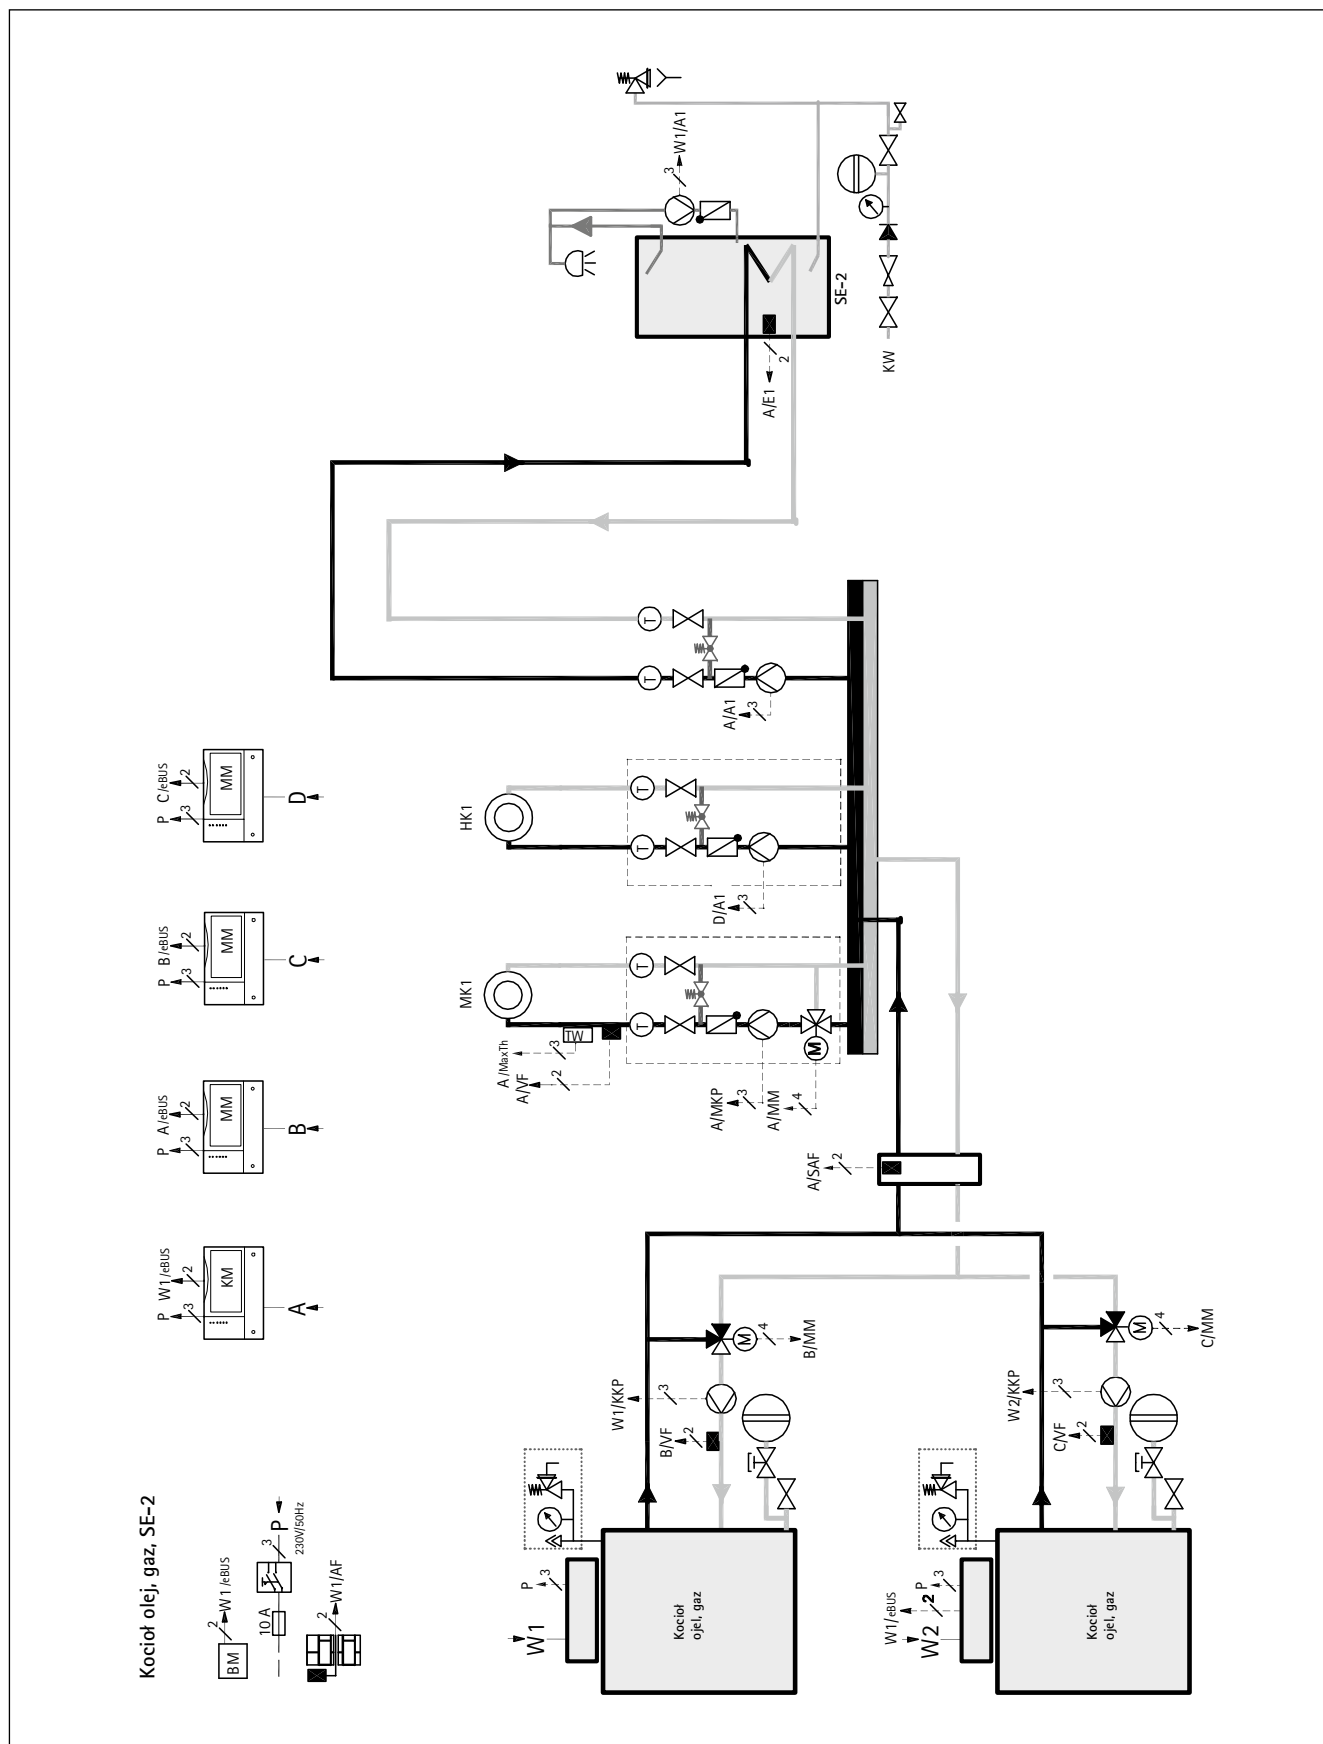 Kocioł olej, gaz, SE-2
BM
2
W1/eBUS
10 A
3
P
230V/50Hz
2
W1/AF
P
3
W1/eBUS
2
KM
A
P
3
A/eBUS
2
MM
B
P
3
B/eBUS
2
MM
C
P
3
C/eBUS
2
MM
D
W1
P
3
Kocioł
ojel, gaz
W1/KKP
3
B/VF
2
M
4
B/MM
W1/eBUS
2
W2
P
3
Kocioł
ojel, gaz
W2/KKP
3
C/VF
2
M
4
C/MM
A/SAF
2
MK1
TW
A/MaxTh
3
A/VF
2
T
T
A/MKP
3
A/MM
4
M
HK1
T
T
D/A1
3
T
T
A/A1
3
A/E1
2
SE-2
W1/A1
3
KW